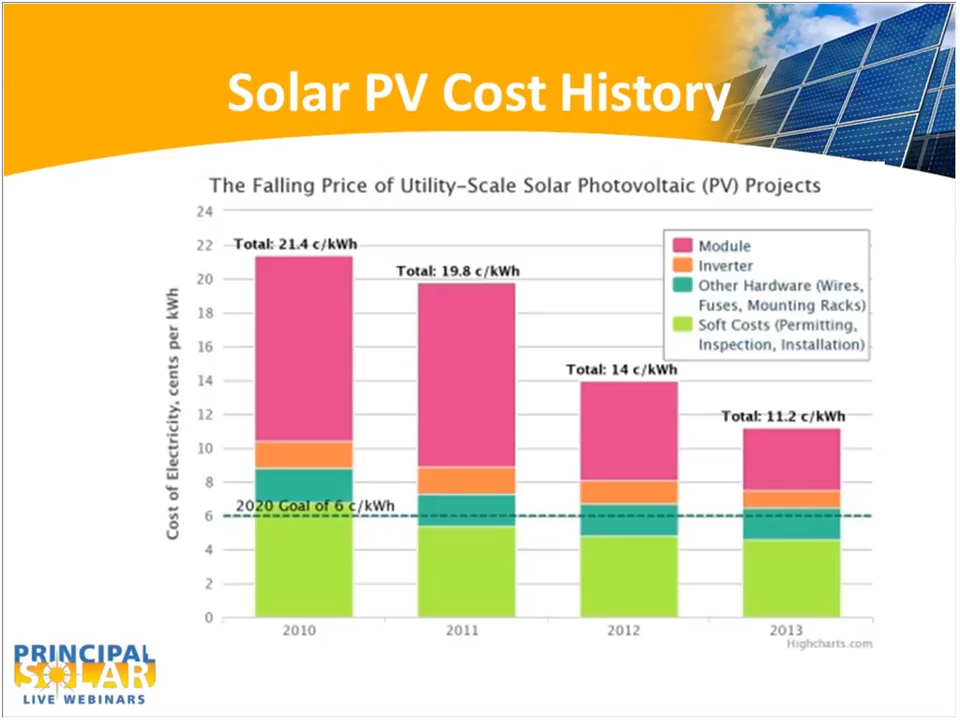 Solar PV Cost History
The Falling Price of Utility-Scale Solar Photovoltaic (PV) Projects
24
22
20
18
16
14
12
10
8
6
4
2
0
Cost of Electricity, cents per kWh
Total: 21.4 c/kWh
Total: 19.8 c/kWh
Total: 14 c/kWh
Total: 11.2 c/kWh
Module
Inverter
Other Hardware (Wires,
Fuses, Mounting Racks)
Soft Costs (Permitting,
Inspection, Installation)
2020 Goal of 6 c/kWh
2010
2011
2012
2013
Highcharts.com
PRINCIPAL
SOLAR
LIVE WEBINARS